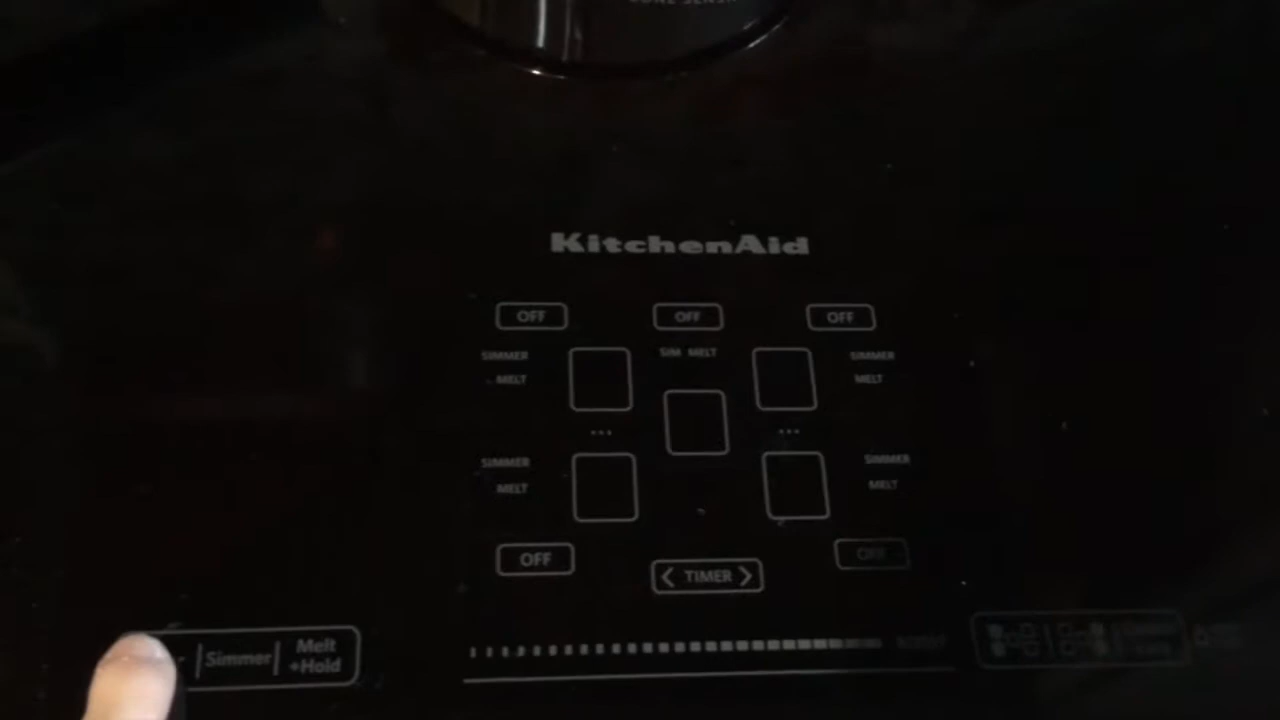 KitchenAid
OFF OFF OFF
SIMMER SIM MELT SIMMER
MELT MELT
SIMMER SIMMER
MELT MELT
OFF OFF
< TIMER >
Simmer Melt
+Hold